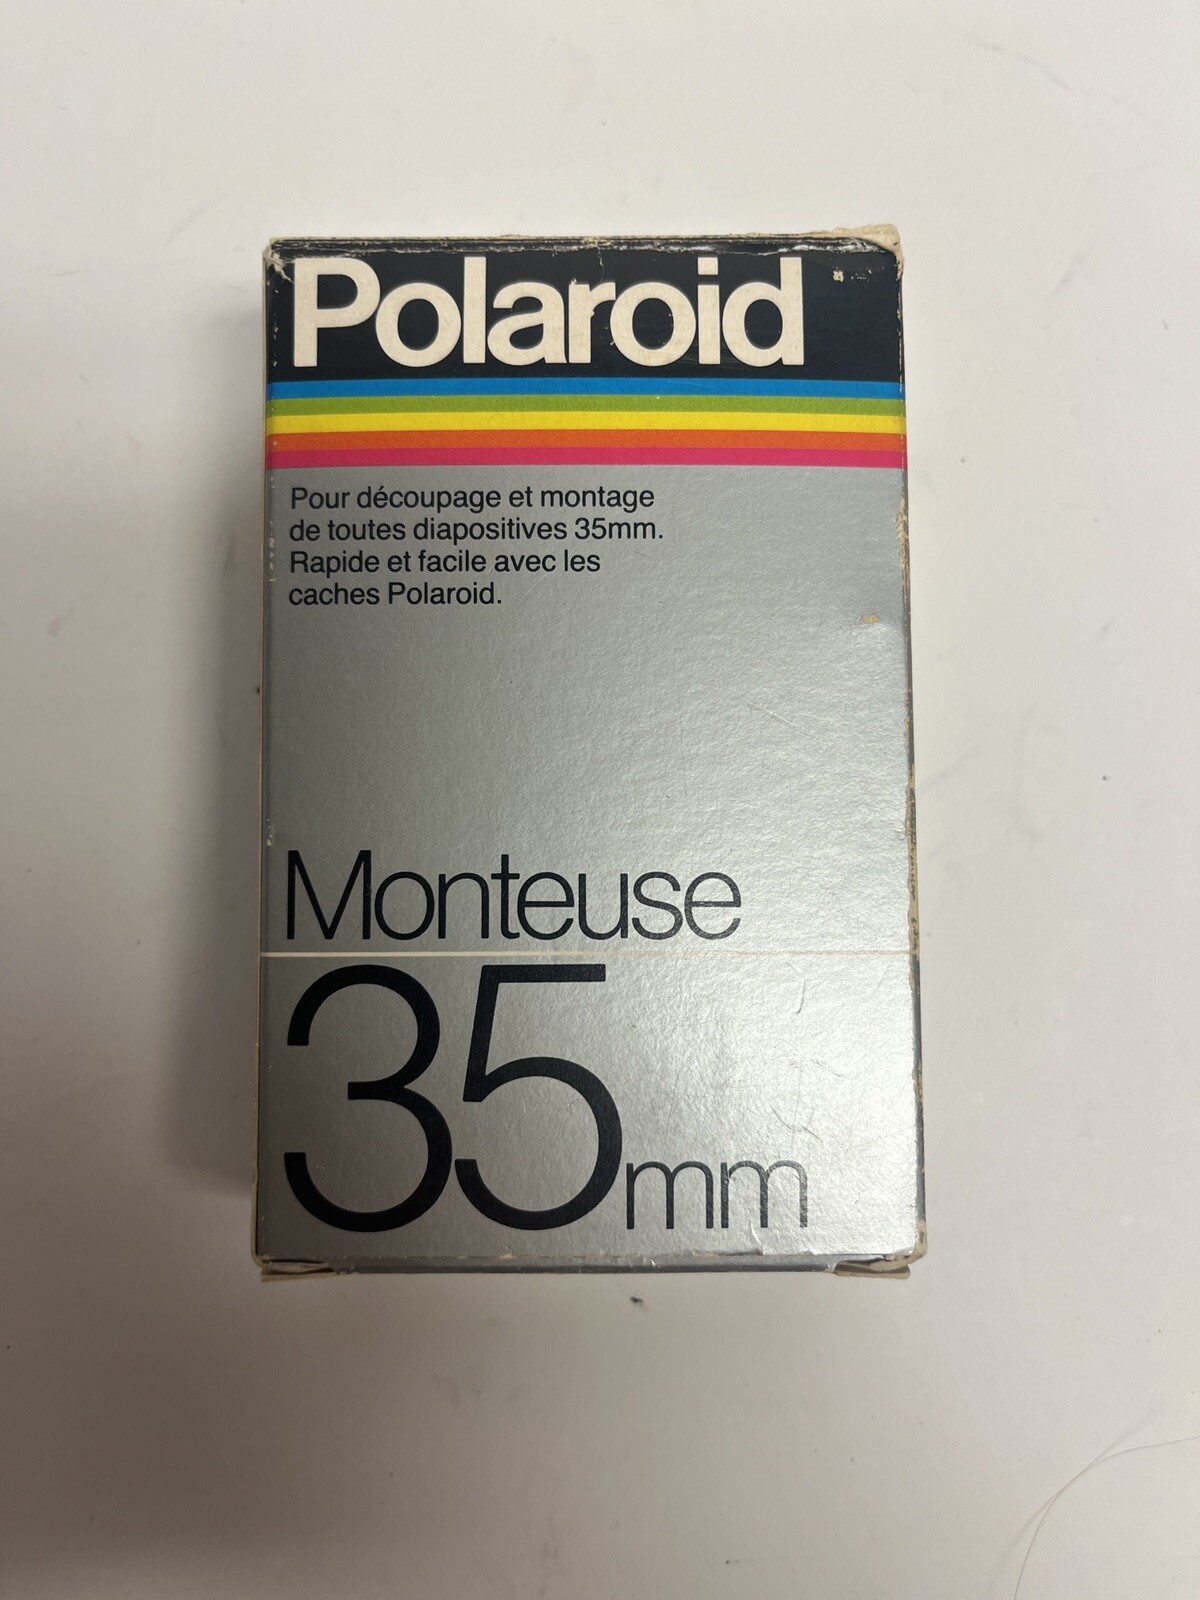 Polaroid
Pour découpage et montage
de toutes diapositives 35mm.
Rapide et facile avec les
caches Polaroid.
Monteuse
35mm